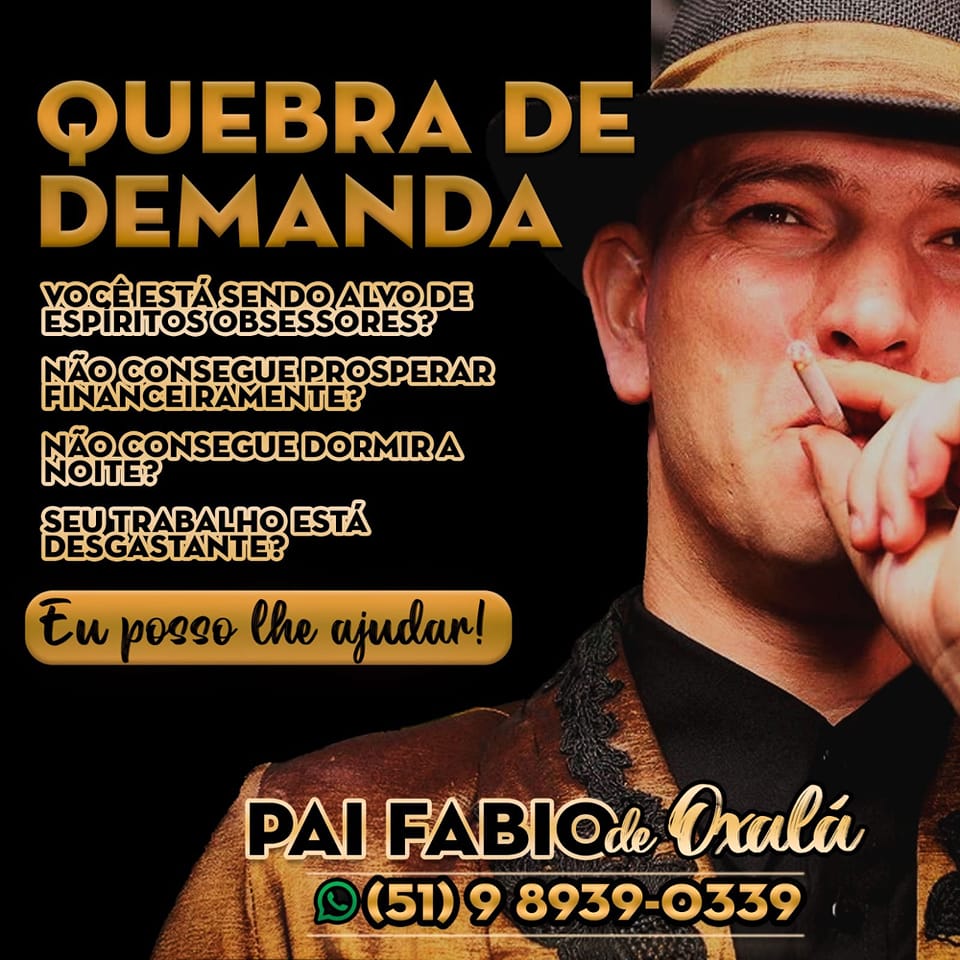 QUEBRA DE
DEMANDA
VOCÊ ESTÁ SENDO ALVO DE
ESPÍRITOS OBSESSORES?
NÃO CONSEGUE PROSPERAR
FINANCEIRAMENTE?
NÃO CONSEGUE DORMIR A
NOITE?
SEU TRABALHO ESTÁ
DESGASTANTE?
Eu posso lhe ajudar!
PAI FABIO de Oxalá
(51) 9 8939-0339